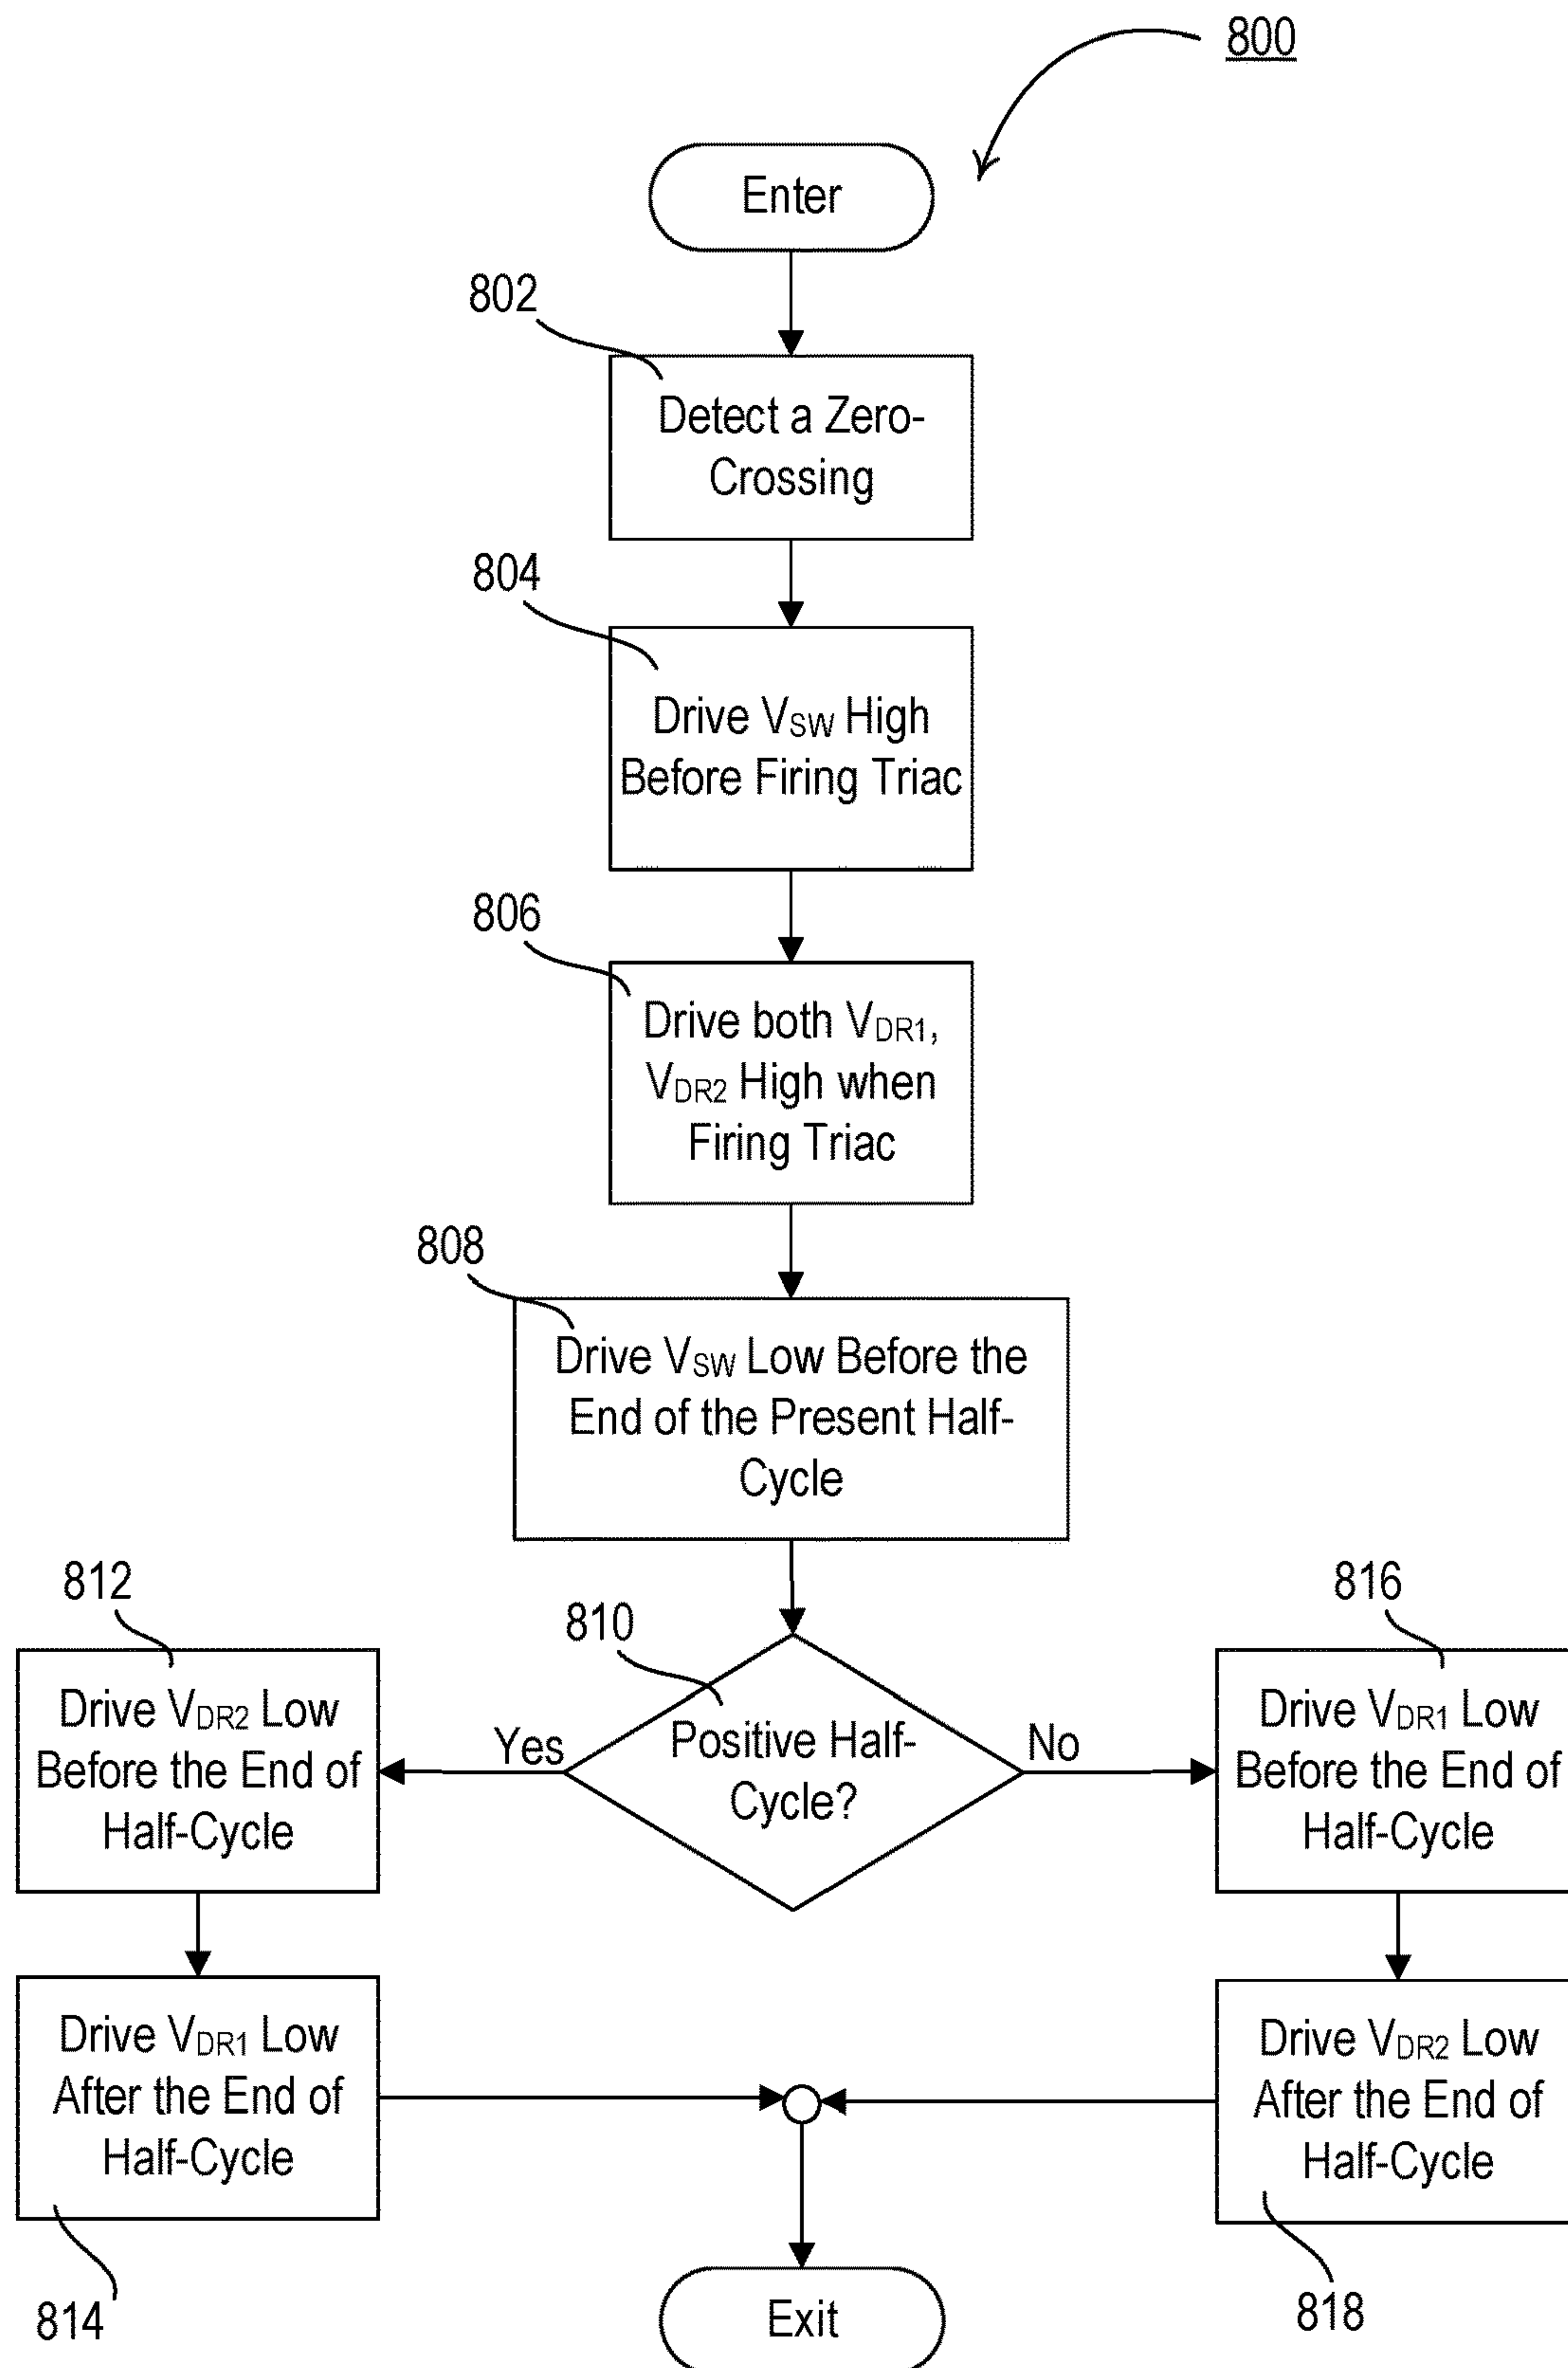 800
Enter
802
Detect a Zero-
Crossing
804
Drive VSW High
Before Firing Triac
806
Drive both VDR1,
VDR2 High when
Firing Triac
808
Drive VSW Low Before the
End of the Present Half-
Cycle
810
Positive Half-
Cycle?
Yes
No
812
Drive VDR2 Low
Before the End of
Half-Cycle
816
Drive VDR1 Low
Before the End of
Half-Cycle
Drive VDR1 Low
After the End of
Half-Cycle
814
Drive VDR2 Low
After the End of
Half-Cycle
818
Exit